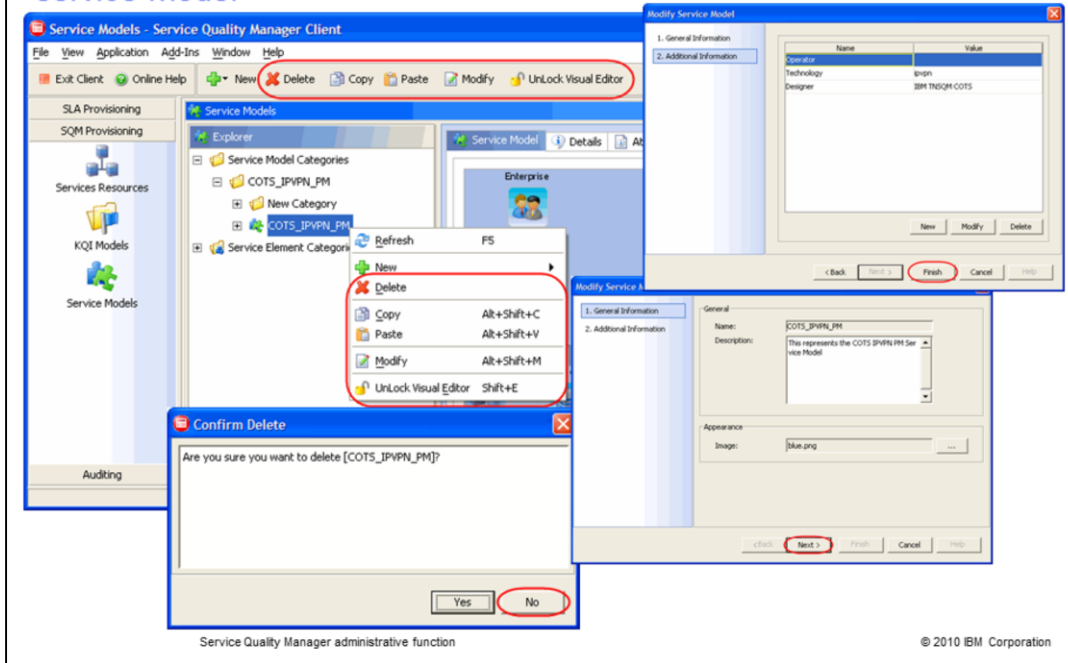 Service Models - Service Quality Manager Client
File View Application Add-Ins Window Help
Exit Client Online Help New Delete Copy Paste Modify UnLock Visual Editor
SLA Provisioning
SQM Provisioning
Services Resources
KQI Models
Service Models
Auditing
Service Models
Explorer
Service Model Categories
COTS_IPVPN_PM
New Category
COTS_IPVPN_PM
Service Element Categori
Service Model Details At
Enterprise
Refresh F5
New
Delete
Copy Alt+Shift+C
Paste Alt+Shift+V
Modify Alt+Shift+M
UnLock Visual Editor Shift+E
Modify Service Model
1. General Information
2. Additional Information
Name Value
Operator
Technology ipvpn
Designer IBM TNSQM COTS
New Modify Delete
<Back Next > Finish Cancel Help
Modify Service M
1. General Information
2. Additional Information
General
Name: COTS_IPVPN_PM
Description: This represents the COTS IPVPN PM Ser
vice Model
Appearance
Image: blue.png ...
<Back Next > Finish Cancel Help
Confirm Delete
Are you sure you want to delete [COTS_IPVPN_PM]?
Yes No
Service Quality Manager administrative function
© 2010 IBM Corporation